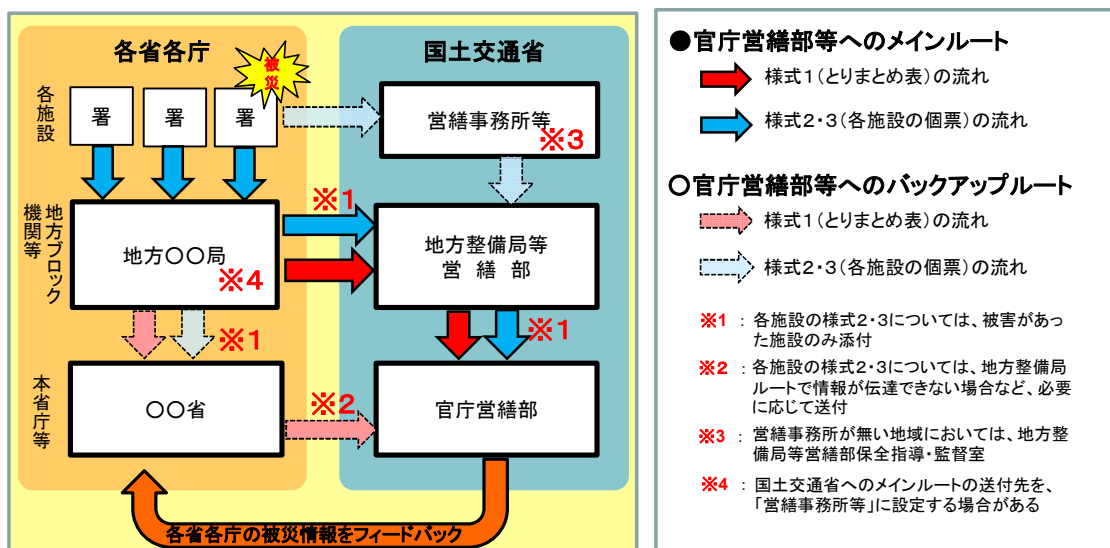 各省各庁
国土交通省
被災
各施設
署
署
署
営繕事務所等
※3
※1
地方ブロック
機関等
地方〇〇局
※4
地方整備局等
営 繕 部
※1
※1
本省庁等
〇〇省
※2
官庁営繕部
各省各庁の被災情報をフィードバック
●官庁営繕部等へのメインルート
様式1(とりまとめ表)の流れ
様式2・3(各施設の個票)の流れ
〇官庁営繕部等へのバックアップルート
様式1(とりまとめ表)の流れ
様式2・3(各施設の個票)の流れ
※1 : 各施設の様式2・3については、被害があっ
た施設のみ添付
※2 : 各施設の様式2・3については、地方整備局
ルートで情報が伝達できない場合など、必要
に応じて送付
※3 : 営繕事務所が無い地域においては、地方整
備局等営繕部保全指導・監督室
※4 : 国土交通省へのメインルートの送付先を、
「営繕事務所等」に設定する場合がある